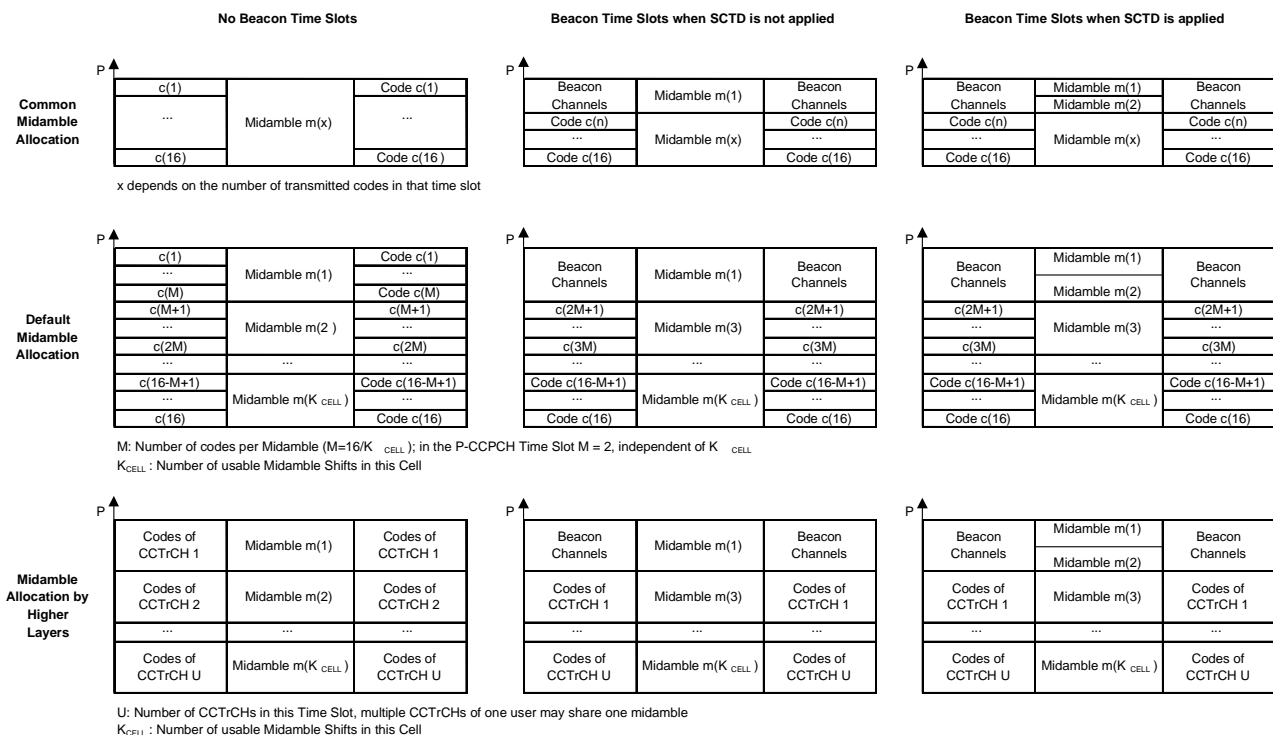 No Beacon Time Slots
Beacon Time Slots when SCTD is not applied
Beacon Time Slots when SCTD is applied
Common
Midamble
Allocation
P
c(1)
...
c(16)
Midamble m(x)
Code c(1)
...
Code c(16)
P
Beacon
Channels
Code c(n)
...
Code c(16)
Midamble m(1)
Midamble m(x)
Beacon
Channels
Code c(n)
...
Code c(16)
P
Beacon
Channels
Code c(n)
...
Code c(16)
Midamble m(1)
Midamble m(2)
Midamble m(x)
Beacon
Channels
Code c(n)
...
Code c(16)
x depends on the number of transmitted codes in that time slot
Default
Midamble
Allocation
P
c(1)
...
c(M)
c(M+1)
...
c(2M)
...
c(16-M+1)
...
c(16)
Midamble m(1)
Midamble m(2 )
...
Midamble m(K CELL )
Code c(1)
...
Code c(M)
c(M+1)
...
c(2M)
...
Code c(16-M+1)
...
Code c(16)
P
Beacon
Channels
c(2M+1)
...
c(3M)
...
Code c(16-M+1)
...
Code c(16)
Midamble m(1)
Midamble m(3)
...
Midamble m(K CELL )
Beacon
Channels
c(2M+1)
...
c(3M)
...
Code c(16-M+1)
...
Code c(16)
P
Beacon
Channels
c(2M+1)
...
c(3M)
...
Code c(16-M+1)
...
Code c(16)
Midamble m(1)
Midamble m(2)
Midamble m(3)
...
Midamble m(K CELL )
Beacon
Channels
c(2M+1)
...
c(3M)
...
Code c(16-M+1)
...
Code c(16)
M: Number of codes per Midamble (M=16/K CELL ); in the P-CCPCH Time Slot M = 2, independent of K CELL
KCELL : Number of usable Midamble Shifts in this Cell
Midamble
Allocation by
Higher
Layers
P
Codes of
CCTrCH 1
Codes of
CCTrCH 2
...
Codes of
CCTrCH U
Midamble m(1)
Midamble m(2)
...
Midamble m(K CELL )
Codes of
CCTrCH 1
Codes of
CCTrCH 2
...
Codes of
CCTrCH U
P
Beacon
Channels
Codes of
CCTrCH 1
...
Codes of
CCTrCH U
Midamble m(1)
Midamble m(3)
...
Midamble m(K CELL )
Beacon
Channels
Codes of
CCTrCH 1
...
Codes of
CCTrCH U
P
Beacon
Channels
Codes of
CCTrCH 1
...
Codes of
CCTrCH U
Midamble m(1)
Midamble m(2)
Midamble m(3)
...
Midamble m(K CELL )
Beacon
Channels
Codes of
CCTrCH 1
...
Codes of
CCTrCH U
U: Number of CCTrCHs in this Time Slot, multiple CCTrCHs of one user may share one midamble
KCELL : Number of usable Midamble Shifts in this Cell